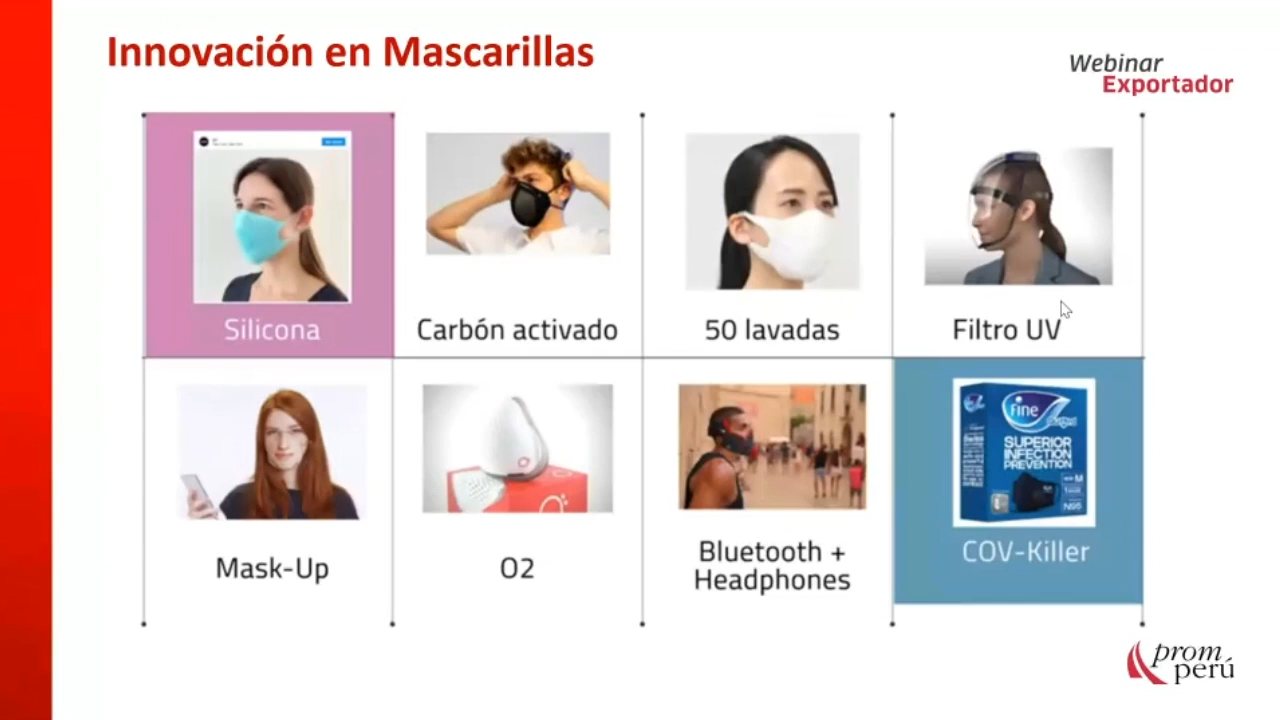 Innovación en Mascarillas
Webinar
Exportador
Silicona
Carbón activado
50 lavadas
Filtro UV
Fine
SUPERIOR
INFECTION
PREVENTION
M
N95
Mask-Up
O2
Bluetooth +
Headphones
COV-Killer
prom
perú